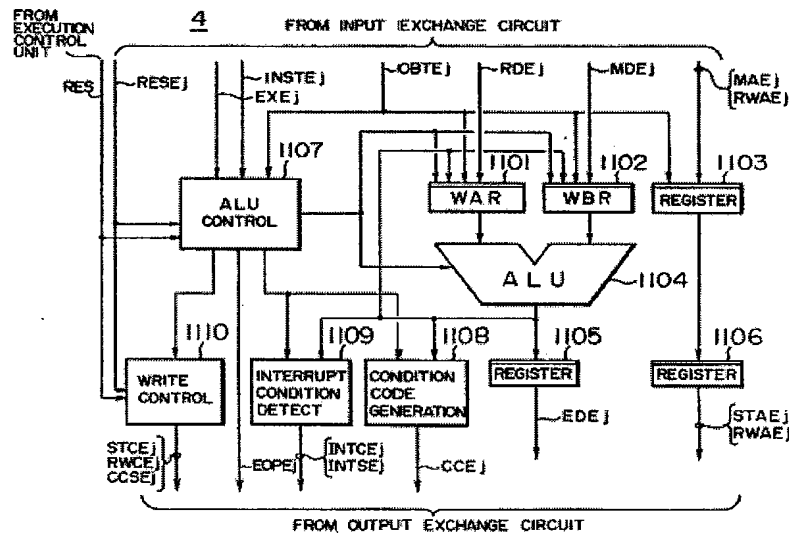 FROM
EXECUTION
CONTROL
UNIT
4
FROM INPUT EXCHANGE CIRCUIT
RES
RESEj
INSTEj
EXEj
OBTEj
RDEj
MDEj
MAEj
RWAEj
1107
1101
1102
1103
ALU
CONTROL
WAR
WBR
REGISTER
ALU
1104
1110
1109
1108
1105
1106
WRITE
CONTROL
INTERRUPT
CONDITION
DETECT
CONDITION
CODE
GENERATION
REGISTER
REGISTER
STCEj
RWCEj
CCSEj
EOPEj
INTCEj
INTSEj
CCEj
EDEj
STAEj
RWAEj
FROM OUTPUT EXCHANGE CIRCUIT